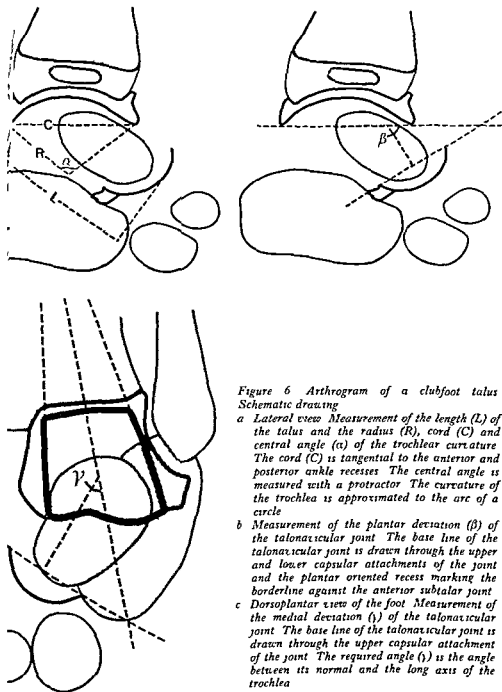 C
R
α
L
β
γ
Figure 6 Arthrogram of a clubfoot talus
Schematic drawing
a Lateral view Measurement of the length (L) of
the talus and the radius (R), cord (C) and
central angle (α) of the trochlear curvature
The cord (C) is tangential to the anterior and
posterior ankle recesses The central angle is
measured with a protractor The curvature of
the trochlea is approximated to the arc of a
circle
b Measurement of the plantar deviation (β) of
the talonavicular joint The base line of the
talonavicular joint is drawn through the upper
and lower capsular attachments of the joint
and the plantar oriented recess marking the
borderline against the anterior subtalar joint
c Dorsoplantar view of the foot Measurement of
the medial deviation (γ) of the talonavicular
joint The base line of the talonavicular joint is
drawn through the upper capsular attachment
of the joint The required angle (γ) is the angle
between its normal and the long axis of the
trochlea